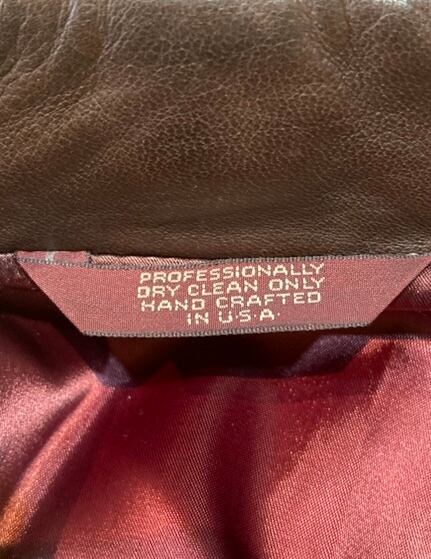 PROFESSIONALLY
DRY CLEAN ONLY
HAND CRAFTED
IN U·S·A·